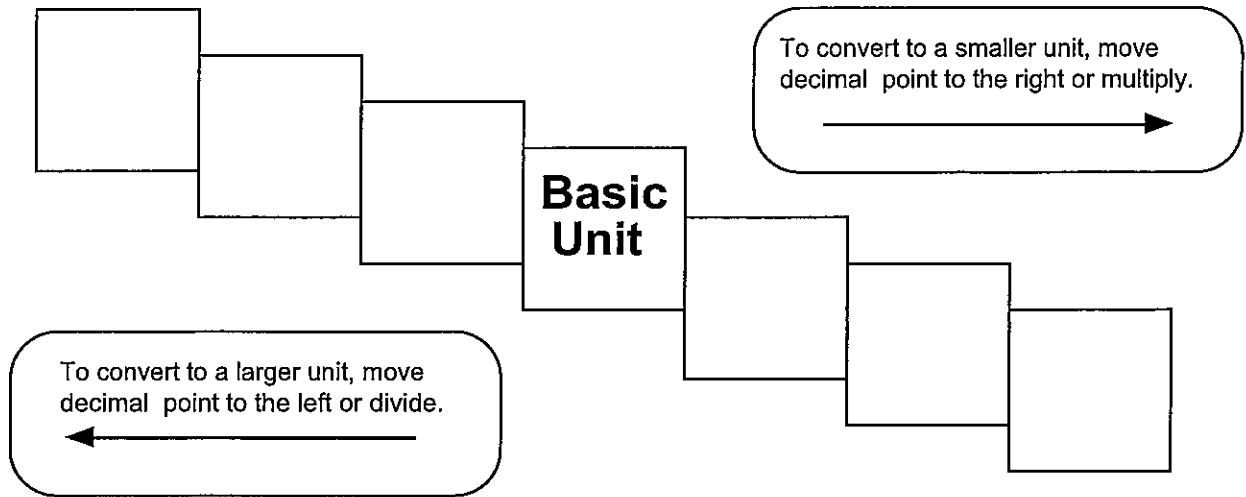 To convert to a smaller unit, move
decimal point to the right or multiply.
Basic
Unit
To convert to a larger unit, move
decimal point to the left or divide.